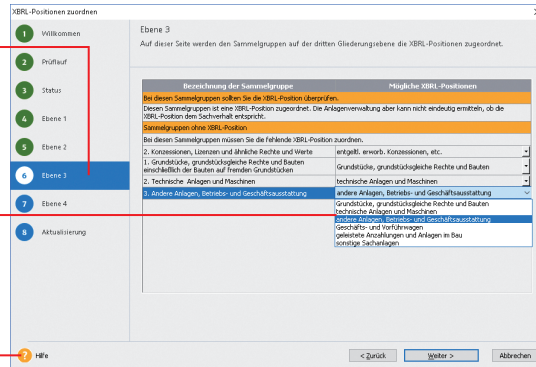 XBRL-Positionen zuordnen
1 Willkommen
2 Prüflauf
3 Status
4 Ebene 1
5 Ebene 2
6 Ebene 3
7 Ebene 4
8 Aktualisierung
? Hilfe
Ebene 3
Auf dieser Seite werden den Sammelgruppen auf der dritten Gliederungsebene die XBRL-Positionen zugeordnet.
Bezeichnung der Sammelgruppe Mögliche XBRL-Positionen
Bei diesen Sammelgruppen sollten Sie die XBRL-Position überprüfen.
Diesen Sammelgruppen ist eine XBRL-Position zugeordnet. Die Anlagenverwaltung aber kann nicht eindeutig ermitteln, ob die
XBRL-Position dem Sachverhalt entspricht.
Sammelgruppen ohne XBRL-Position
Bei diesen Sammelgruppen müssen Sie die fehlende XBRL-Position zuordnen.
2. Konzessionen, Lizenzen und ähnliche Rechte und Werte entgeltl. erworb. Konzessionen, etc.
1. Grundstücke, grundstücksgleiche Rechte und Bauten
einschließlich der Bauten auf fremden Grundstücken Grundstücke, grundstücksgleiche Rechte und Bauten
2. Technische Anlagen und Maschinen technische Anlagen und Maschinen
3. Andere Anlagen, Betriebs- und Geschäftsausstattung andere Anlagen, Betriebs- und Geschäftsausstattung
Grundstücke, grundstücksgleiche Rechte und Bauten
technische Anlagen und Maschinen
andere Anlagen, Betriebs- und Geschäftsausstattung
Geschäfts- und Vorführwagen
geleistete Anzahlungen und Anlagen im Bau
sonstige Sachanlagen
< Zurück Weiter > Abbrechen